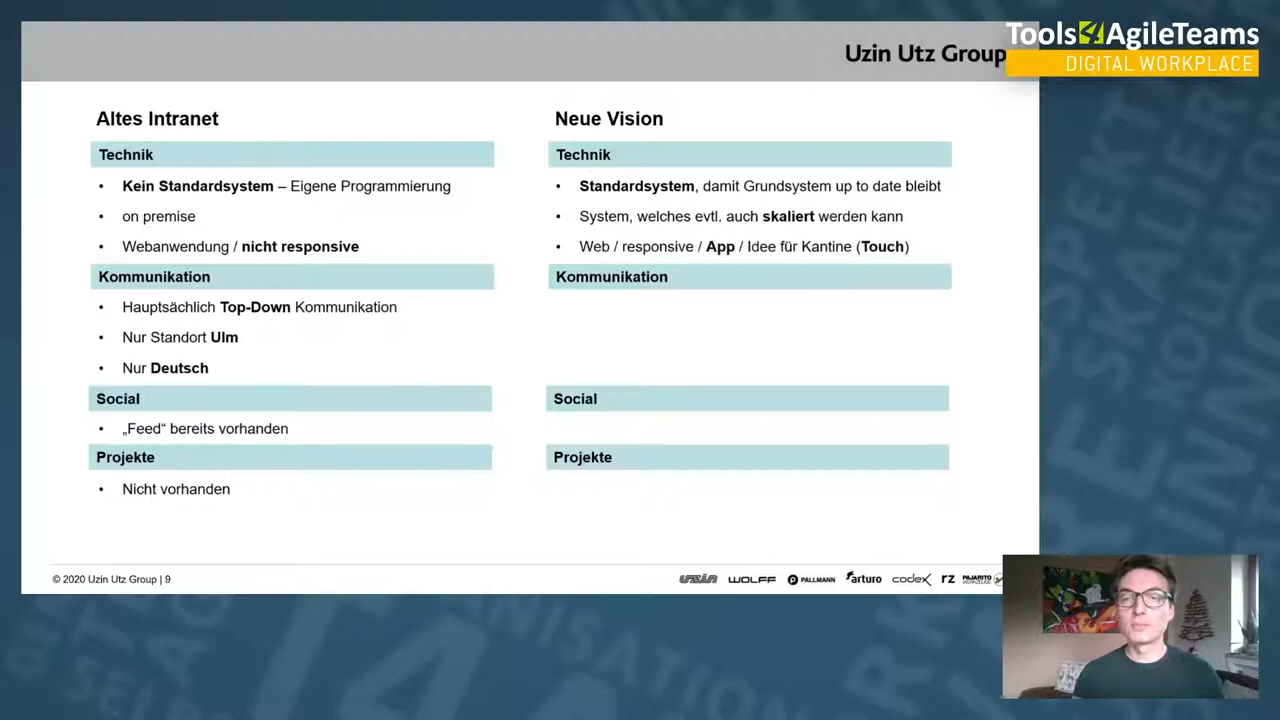 Uzin Utz Group
Tools4AgileTeams
DIGITAL WORKPLACE
Altes Intranet
Technik
• Kein Standardsystem – Eigene Programmierung
• on premise
• Webanwendung / nicht responsive
Kommunikation
• Hauptsächlich Top-Down Kommunikation
• Nur Standort Ulm
• Nur Deutsch
Social
• „Feed“ bereits vorhanden
Projekte
• Nicht vorhanden
Neue Vision
Technik
• Standardsystem, damit Grundsystem up to date bleibt
• System, welches evtl. auch skaliert werden kann
• Web / responsive / App / Idee für Kantine (Touch)
Kommunikation
Social
Projekte
© 2020 Uzin Utz Group | 9
UZIN WOLFF PALLMANN arturo codex RZ PAJARITO WERKZEUGE